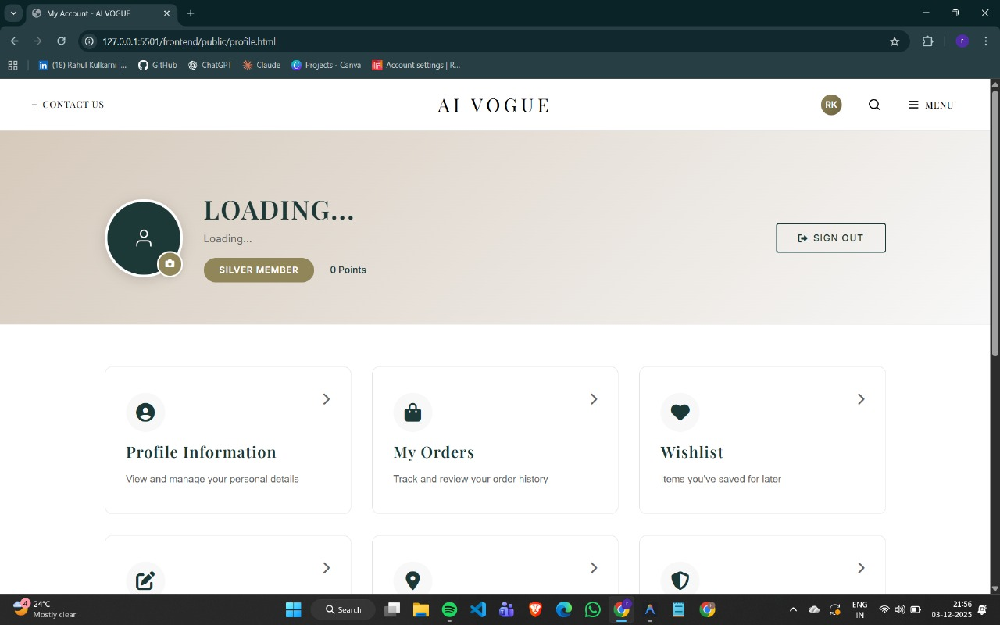 My Account - AI VOGUE
127.0.0.1:5501/frontend/public/profile.html
r
in (18) Rahul Kulkarni |...
GitHub
ChatGPT
Claude
C Projects - Canva
Account settings | R...
+ CONTACT US
AI VOGUE
RK
MENU
LOADING...
Loading...
SILVER MEMBER
0 Points
SIGN OUT
Profile Information
View and manage your personal details
My Orders
Track and review your order history
Wishlist
Items you've saved for later
4
24°C
Mostly clear
Search
r
ENG
IN
21:56
03-12-2025